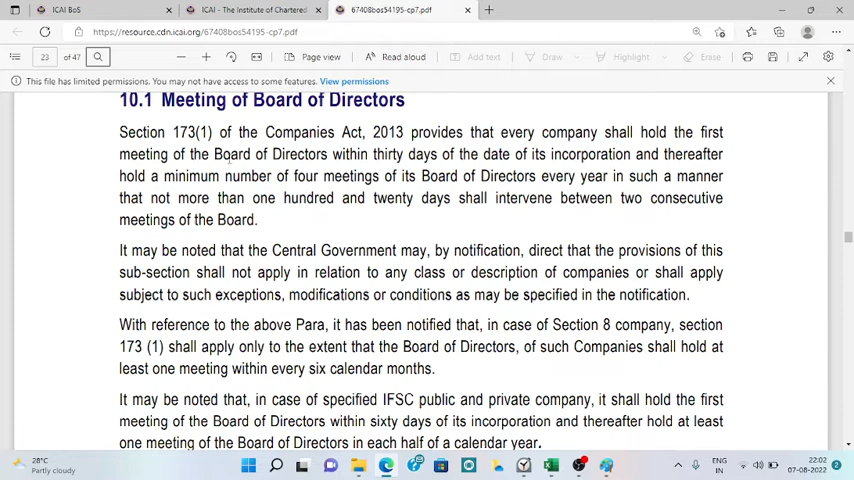 ICAI BoS
ICAI - The Institute of Chartered
67408bos54195-cp7.pdf
https://resource.cdn.icai.org/67408bos54195-cp7.pdf
23 of 47
Page view
Read aloud
Add text
Draw
Highlight
Erase
This file has limited permissions. You may not have access to some features. View permissions
10.1 Meeting of Board of Directors
Section 173(1) of the Companies Act, 2013 provides that every company shall hold the first
meeting of the Board of Directors within thirty days of the date of its incorporation and thereafter
hold a minimum number of four meetings of its Board of Directors every year in such a manner
that not more than one hundred and twenty days shall intervene between two consecutive
meetings of the Board.
It may be noted that the Central Government may, by notification, direct that the provisions of this
sub-section shall not apply in relation to any class or description of companies or shall apply
subject to such exceptions, modifications or conditions as may be specified in the notification.
With reference to the above Para, it has been notified that, in case of Section 8 company, section
173 (1) shall apply only to the extent that the Board of Directors, of such Companies shall hold at
least one meeting within every six calendar months.
It may be noted that, in case of specified IFSC public and private company, it shall hold the first
meeting of the Board of Directors within sixty days of its incorporation and thereafter hold at least
one meeting of the Board of Directors in each half of a calendar year.
28°C
Partly cloudy
ENG
IN
22:02
07-08-2022
2